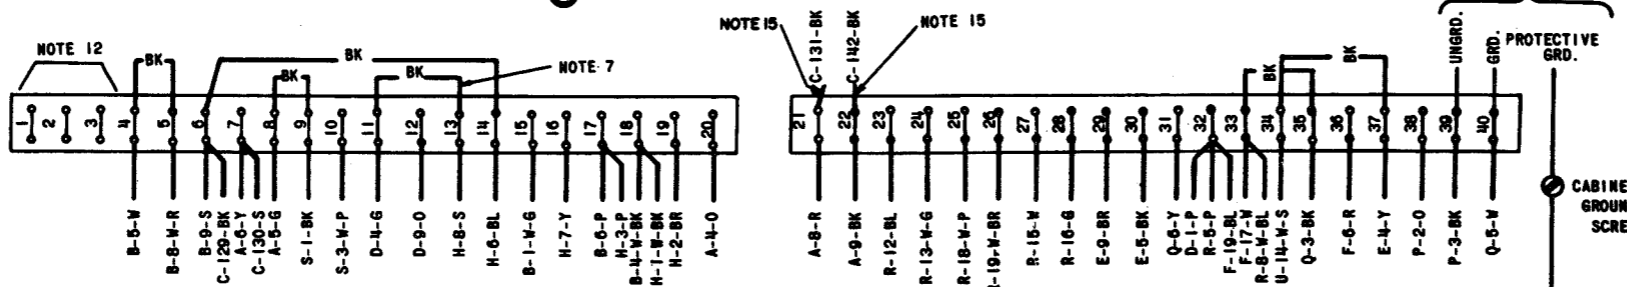 NOTE 12
BK
BK
BK
BK
NOTE 7
NOTE 15
C-131-BK
C-142-BK
NOTE 15
BK
BK
UNGRD.
GRD.
PROTECTIVE
GRD.
1 2 3 4 5 6 7 8 9 10 11 12 13 14 15 16 17 18 19 20
21 22 23 24 25 26 27 28 29 30 31 32 33 34 35 36 37 38 39 40
B-5-W
B-8-W-R
B-9-S
C-129-BK
A-6-Y
C-130-S
A-5-G
S-1-BK
S-3-W-P
D-4-G
D-9-O
H-8-S
H-6-BL
B-1-W-G
H-7-Y
B-6-P
H-3-P
B-4-W-BK
H-1-W-BK
H-2-BR
A-4-O
A-8-R
A-9-BK
R-12-BL
R-13-W-G
R-18-W-P
R-19-W-BR
R-15-W
R-16-G
E-9-BR
E-5-BK
Q-6-Y
D-1-P
R-5-P
F-19-BL
F-17-W
R-8-W-BL
U-14-W-S
Q-3-BK
F-6-R
E-4-Y
P-2-O
P-3-BK
Q-5-W
CABINE
GROUN
SCRE